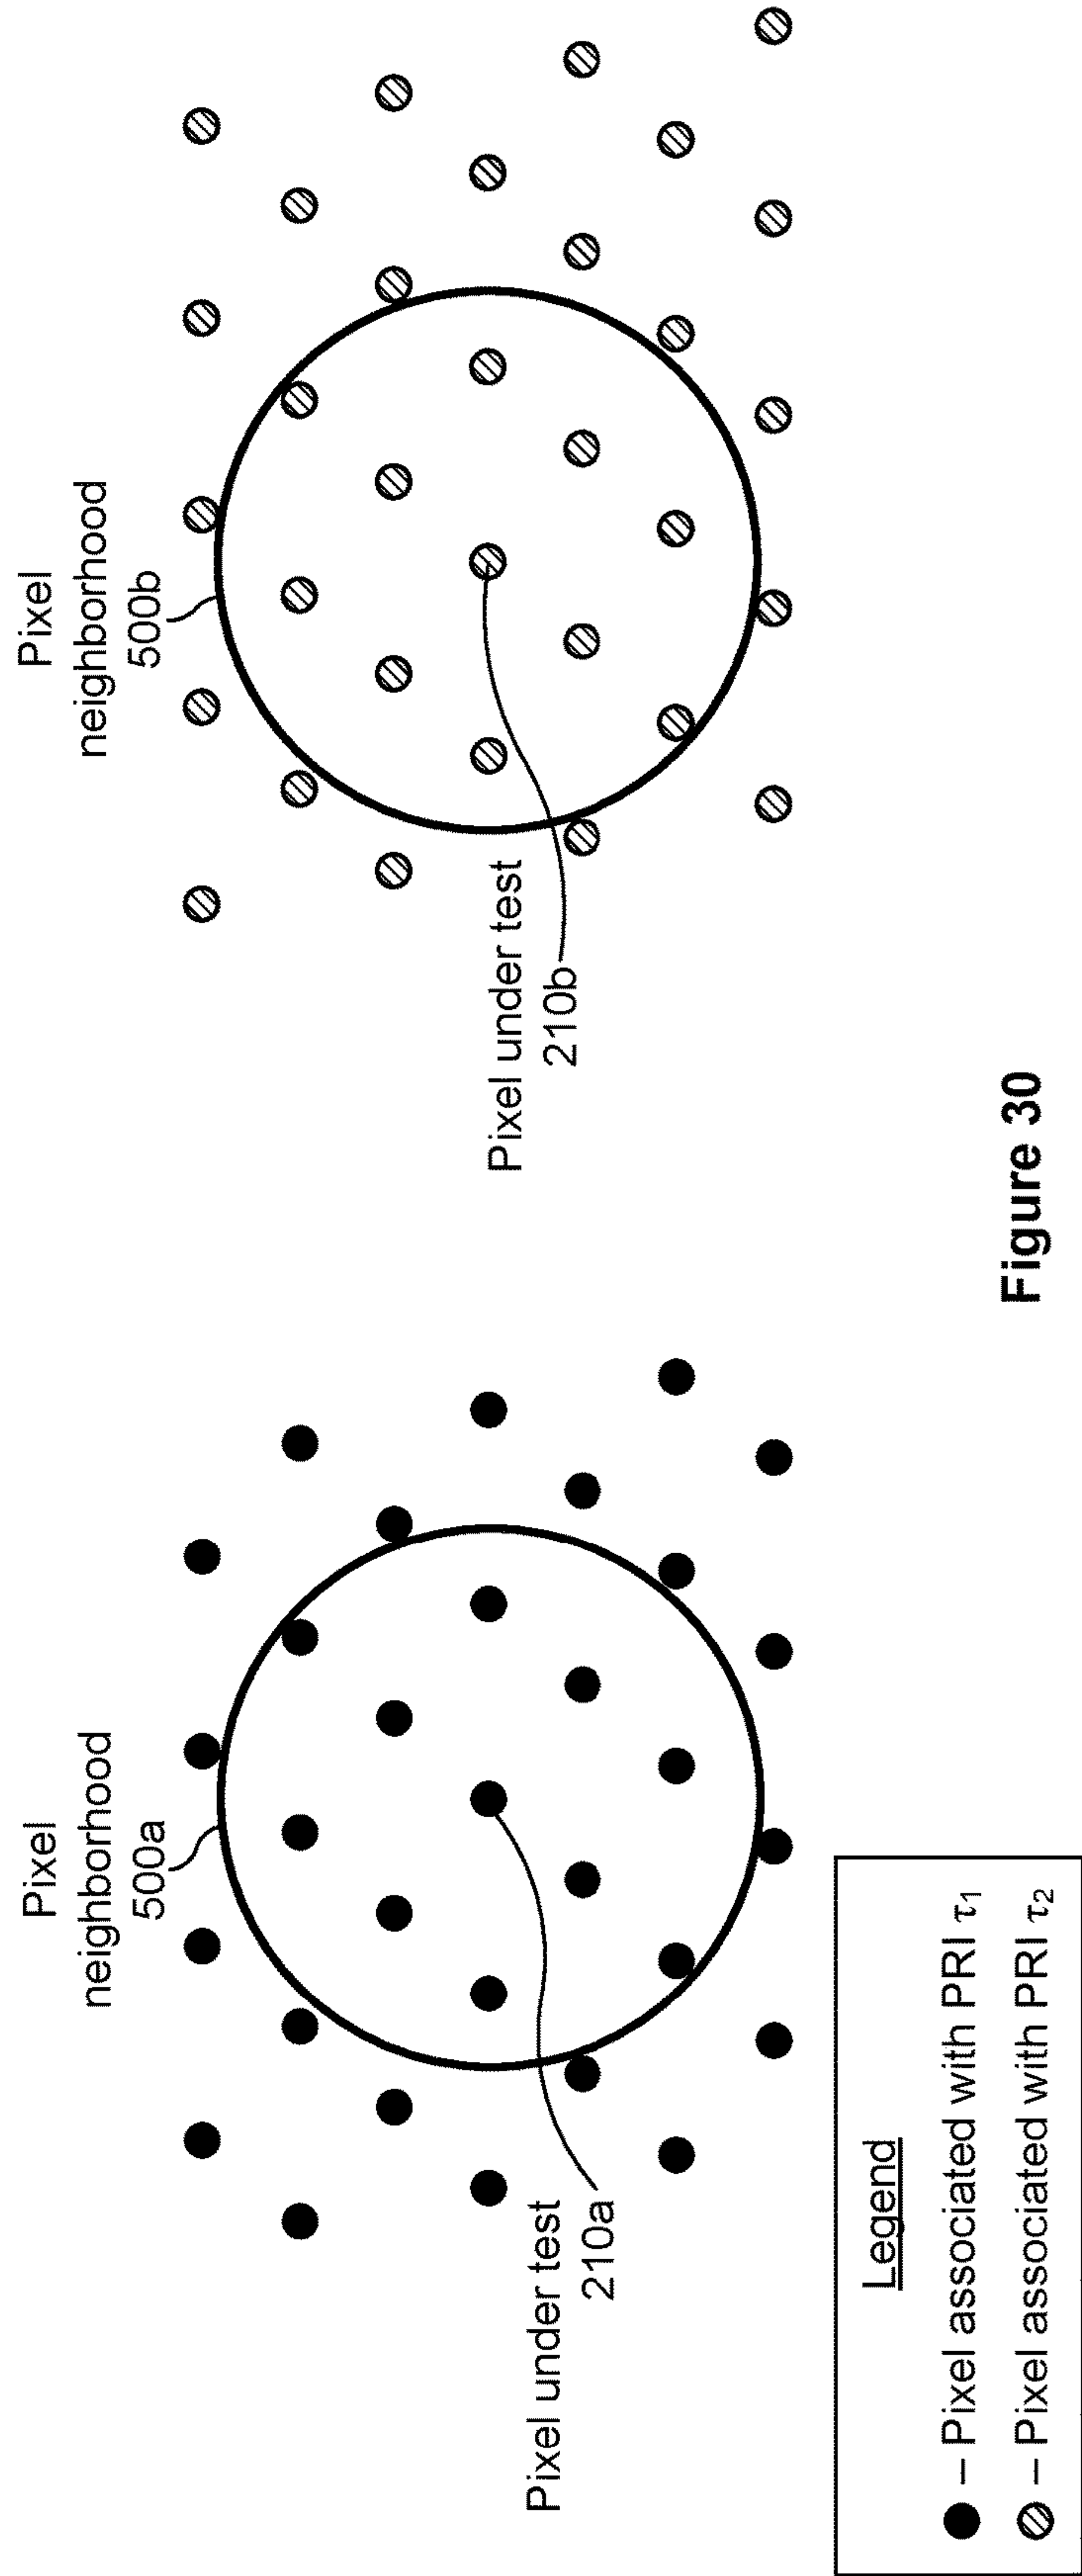 Pixel
neighborhood
500a
Pixel under test
210a
Pixel
neighborhood
500b
Pixel under test
210b
Legend
– Pixel associated with PRI τ1
– Pixel associated with PRI τ2
Figure 30